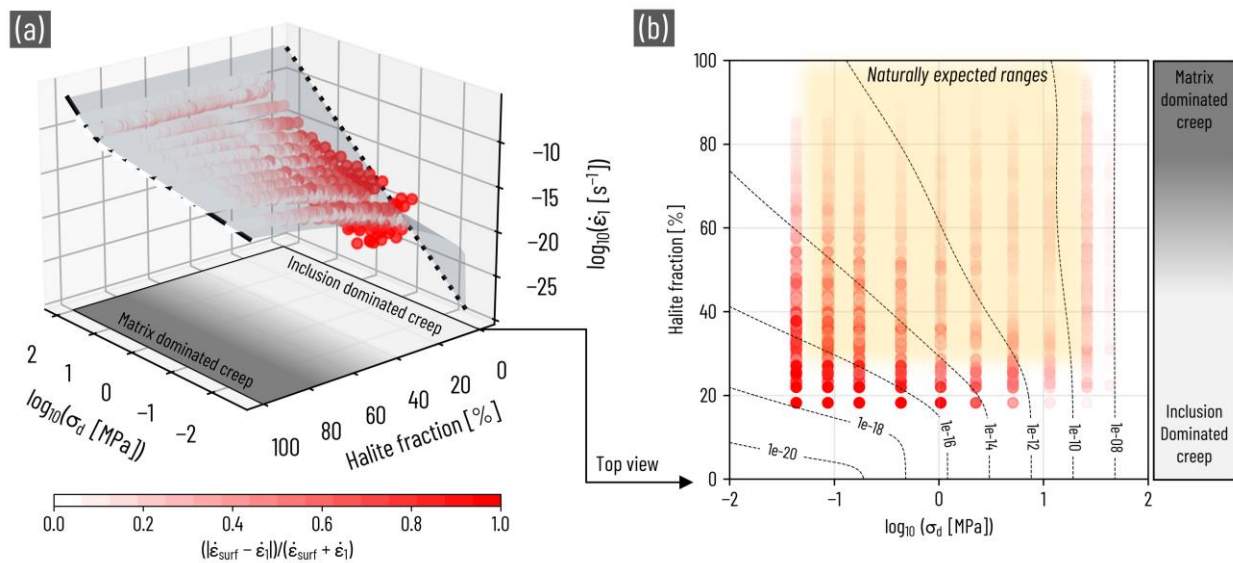 (a)
−10
−15
−20
−25
log₁₀(ε̇₁ [s⁻¹])
Inclusion dominated creep
Matrix dominated creep
2
1
0
−1
−2
log₁₀(σd [MPa])
100
80
60
40
20
0
Halite fraction [%]
Top view
0.0
0.2
0.4
0.6
0.8
1.0
(|ε̇surf − ε̇₁|)/(ε̇surf + ε̇₁)
(b)
Naturally expected ranges
100
80
60
40
20
0
Halite fraction [%]
1e-20
1e-18
1e-16
1e-14
1e-12
1e-10
1e-08
−2
−1
0
1
2
log₁₀ (σd [MPa])
Matrix
dominated
creep
Inclusion
Dominated
creep